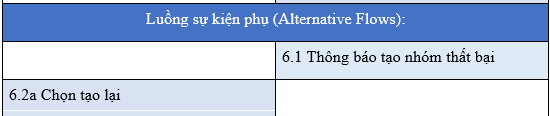 Luồng sự kiện phụ (Alternative Flows):
6.1 Thông báo tạo nhóm thất bại
6.2a Chọn tạo lại